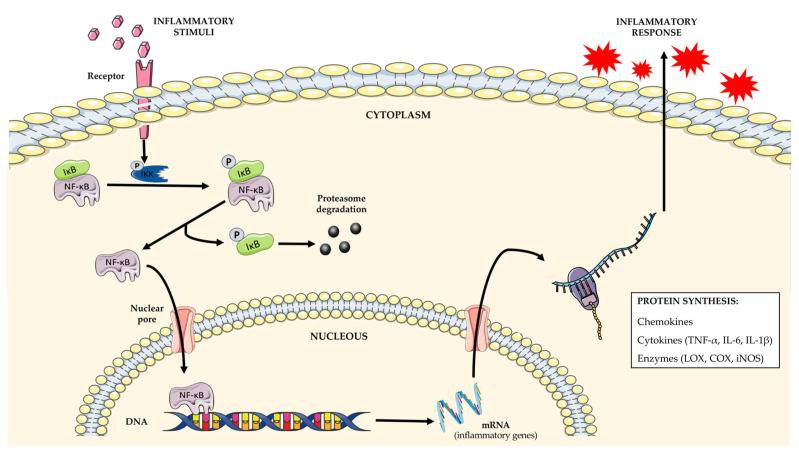 INFLAMMATORY
STIMULI
INFLAMMATORY
RESPONSE
Receptor
CYTOPLASM
P
IKK
IκB
NF-κB
P
IκB
NF-κB
Proteasome
degradation
P
IκB
NF-κB
Nuclear
pore
NUCLEOUS
PROTEIN SYNTHESIS:
Chemokines
Cytokines (TNF-α, IL-6, IL-1β)
Enzymes (LOX, COX, iNOS)
NF-κB
DNA
mRNA
(inflammatory genes)